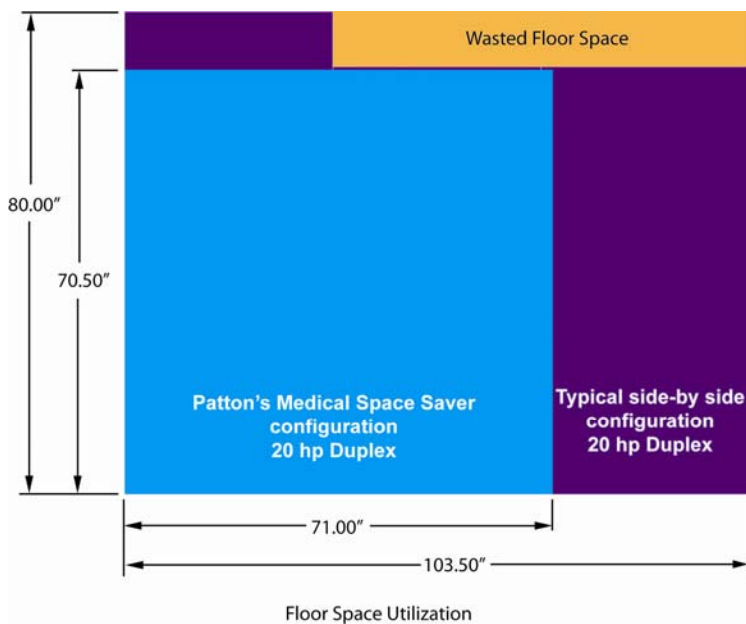 Wasted Floor Space
80.00"
70.50"
Patton's Medical Space Saver
configuration
20 hp Duplex
Typical side-by side
configuration
20 hp Duplex
71.00"
103.50"
Floor Space Utilization